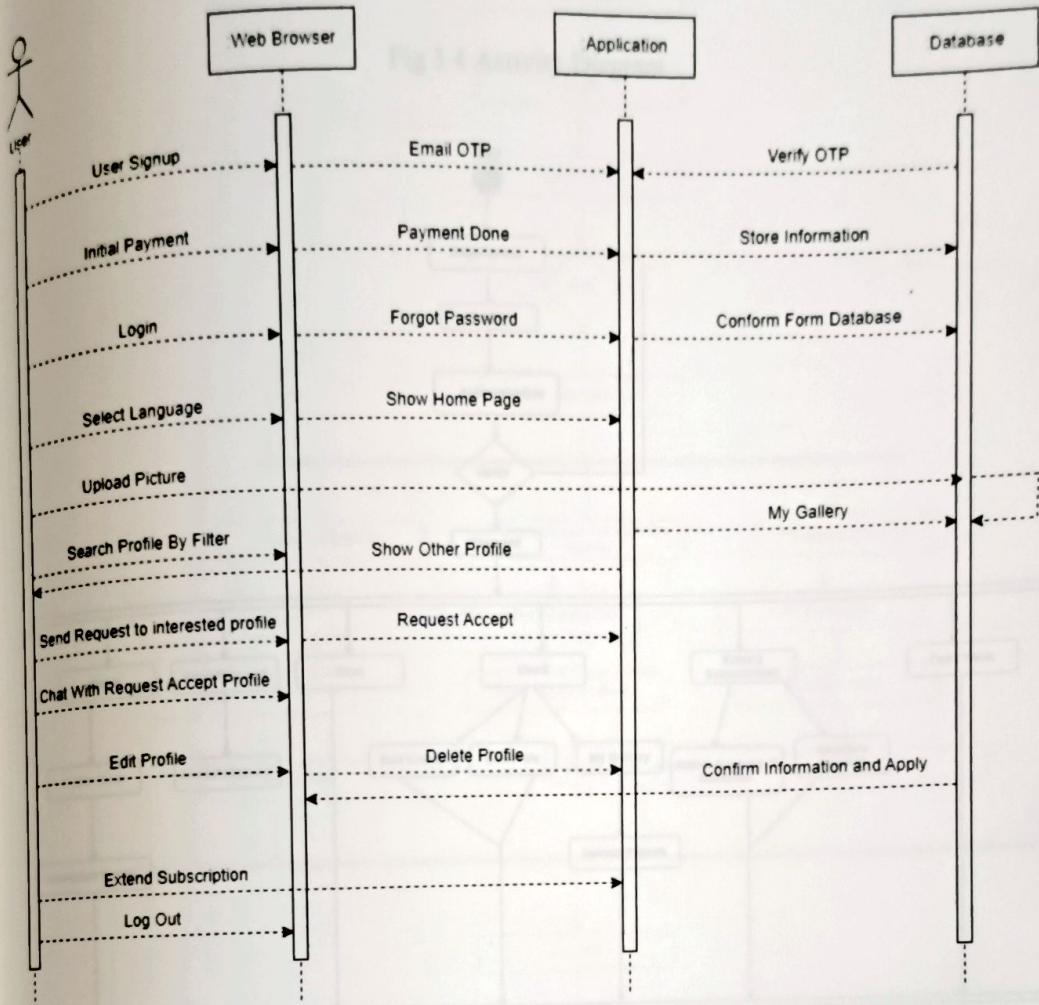 Web Browser
Application
Database
User
User Signup
Email OTP
Verify OTP
Initial Payment
Payment Done
Store Information
Login
Forgot Password
Conform Form Database
Select Language
Show Home Page
Upload Picture
My Gallery
Search Profile By Filter
Show Other Profile
Send Request to interested profile
Request Accept
Chat With Request Accept Profile
Edit Profile
Delete Profile
Confirm Information and Apply
Extend Subscription
Log Out